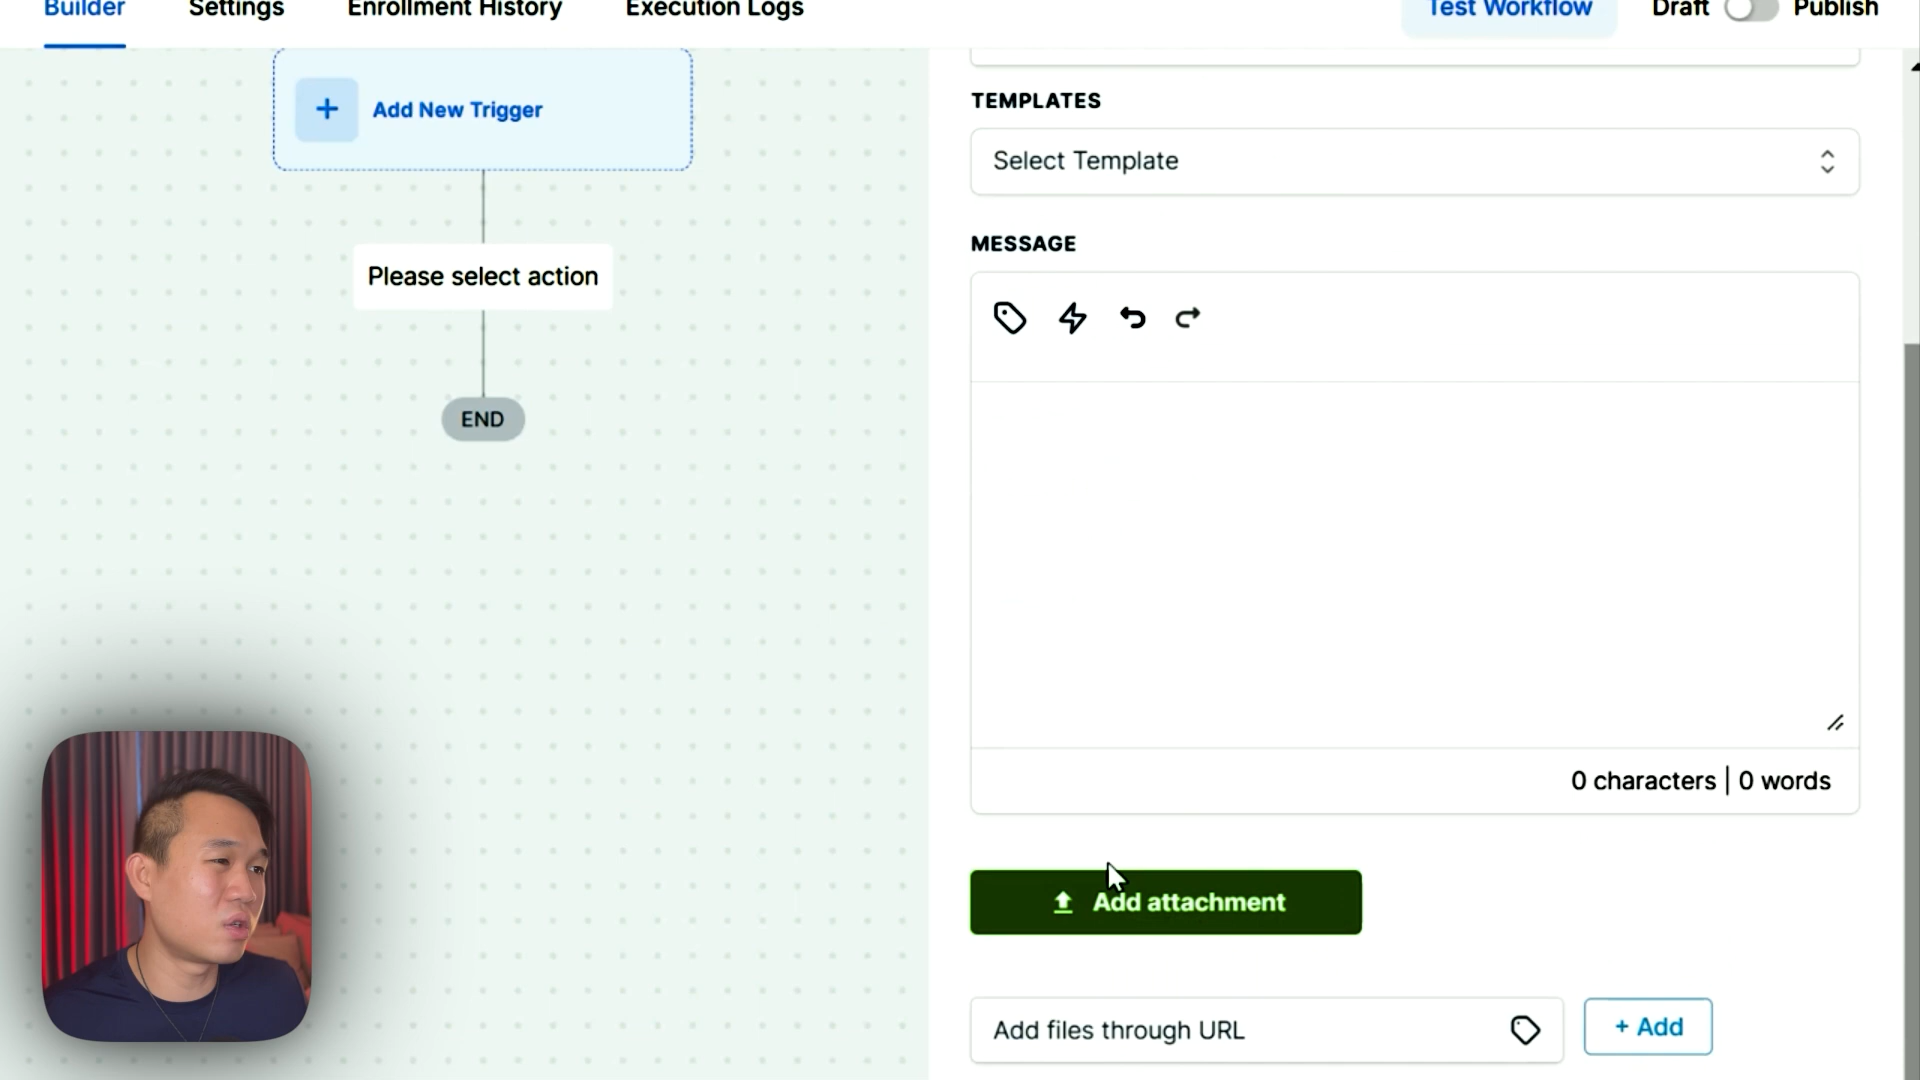 Builder Settings Enrollment History Execution Logs Test Workflow Draft Publish
Add New Trigger
Please select action
END
TEMPLATES
Select Template
MESSAGE
0 characters | 0 words
Add attachment
Add files through URL
+ Add